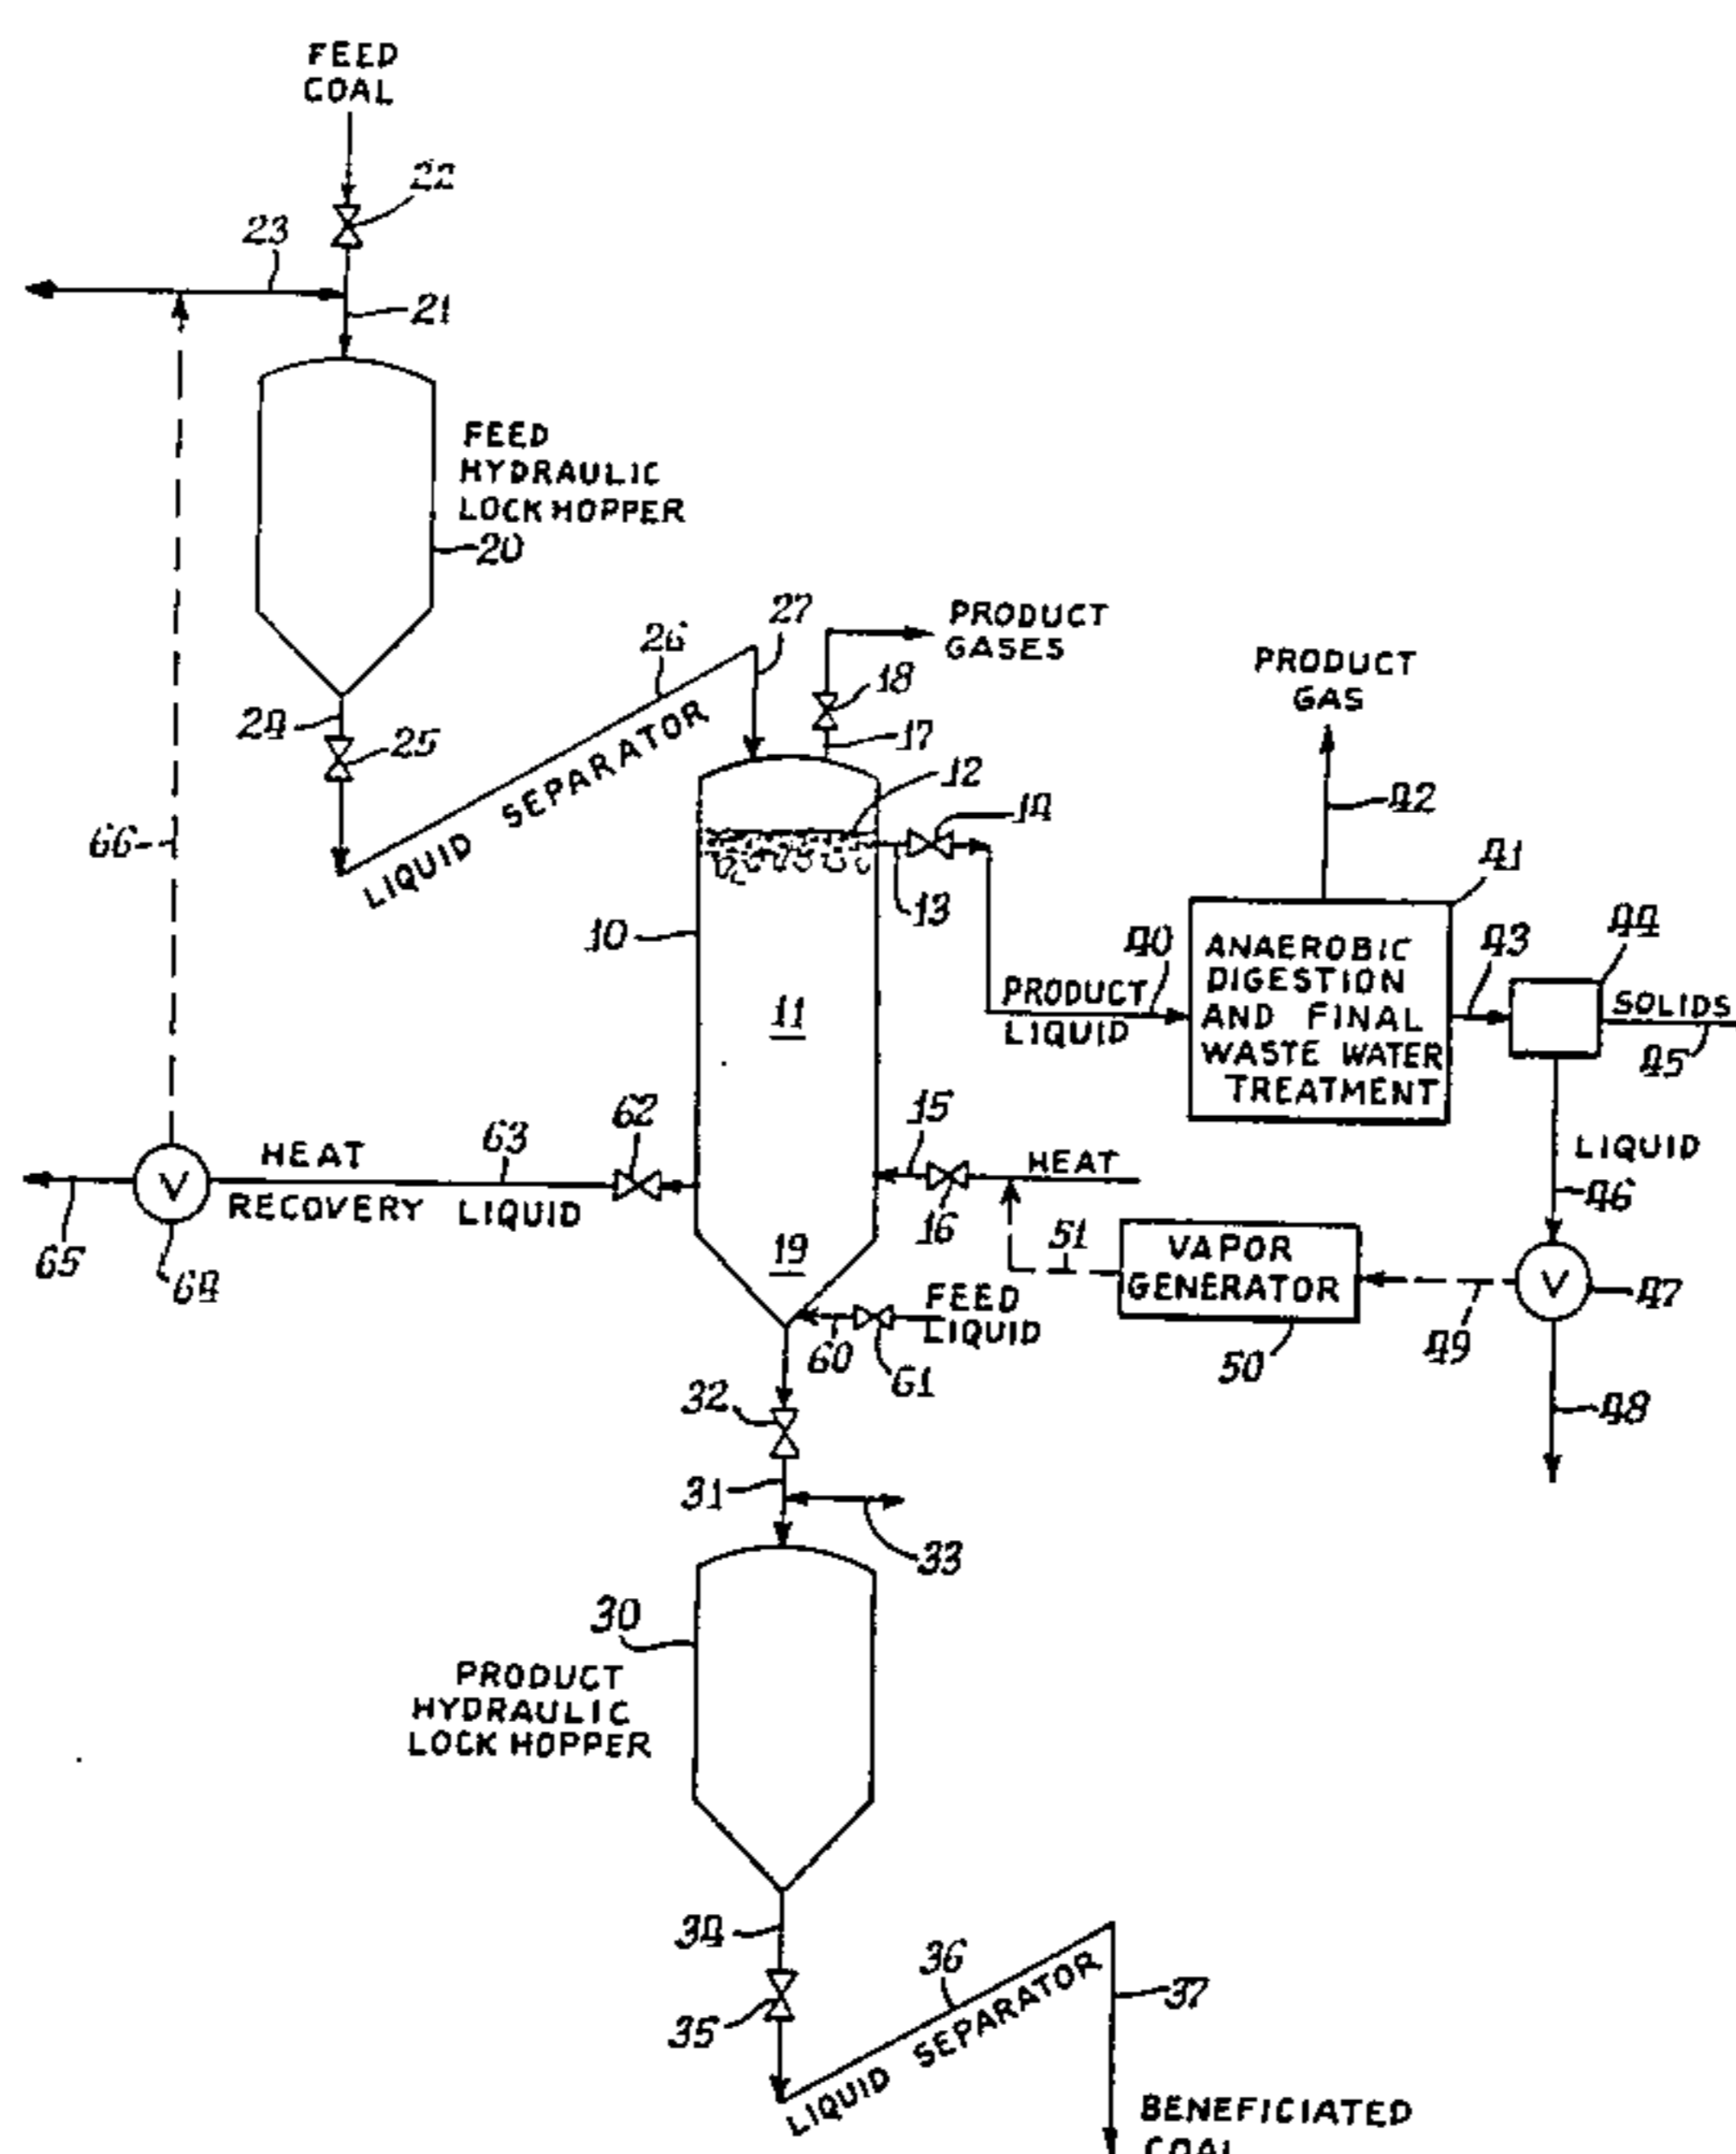 FEED
COAL
22
23
21
FEED
HYDRAULIC
LOCK HOPPER
20
27
26
PRODUCT
GASES
18
PRODUCT
GAS
24
25
LIQUID SEPARATOR
17
12
14
42
66
13
41
10
40
ANAEROBIC
DIGESTION
AND FINAL
WASTE WATER
TREATMENT
43
44
11
PRODUCT
LIQUID
SOLIDS
45
15
62
63
HEAT
RECOVERY LIQUID
V
HEAT
LIQUID
46
16
51
65
64
19
VAPOR
GENERATOR
V
47
FEED
LIQUID
60
61
50
49
32
48
31
33
30
PRODUCT
HYDRAULIC
LOCK HOPPER
34
36
37
35
LIQUID SEPARATOR
BENEFICIATED
COAL